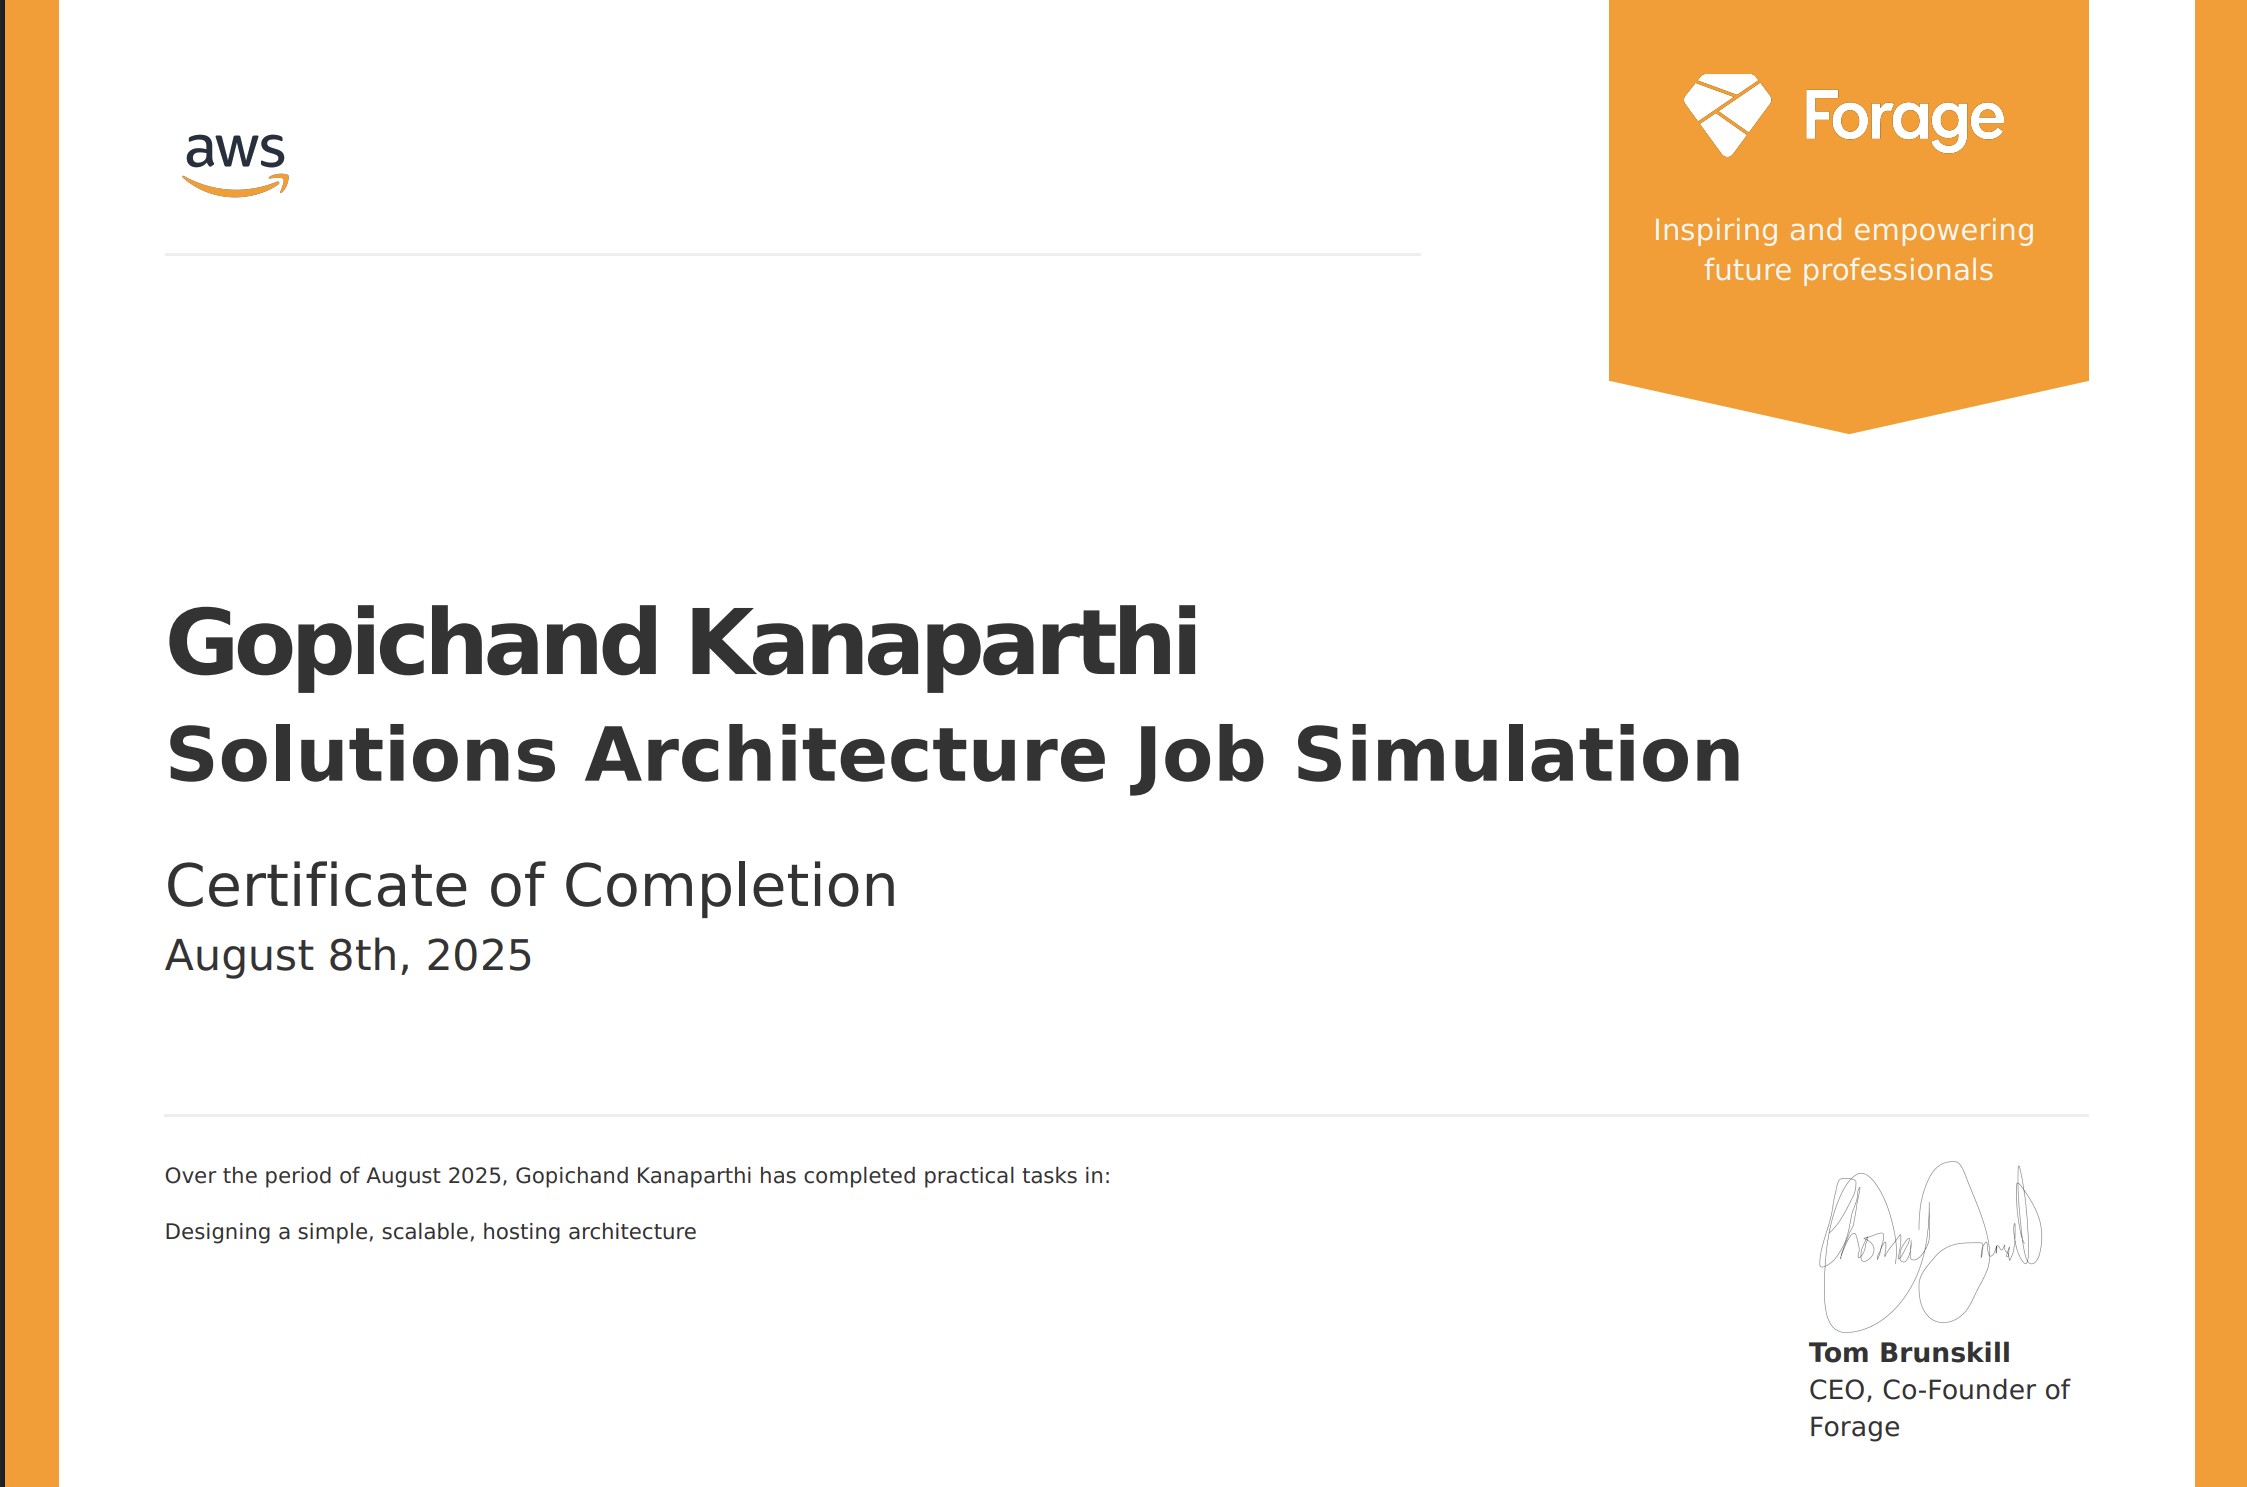 aws
Forage
Inspiring and empowering
future professionals
Gopichand Kanaparthi
Solutions Architecture Job Simulation
Certificate of Completion
August 8th, 2025
Over the period of August 2025, Gopichand Kanaparthi has completed practical tasks in:
Designing a simple, scalable, hosting architecture
Tom Brunskill
CEO, Co-Founder of
Forage